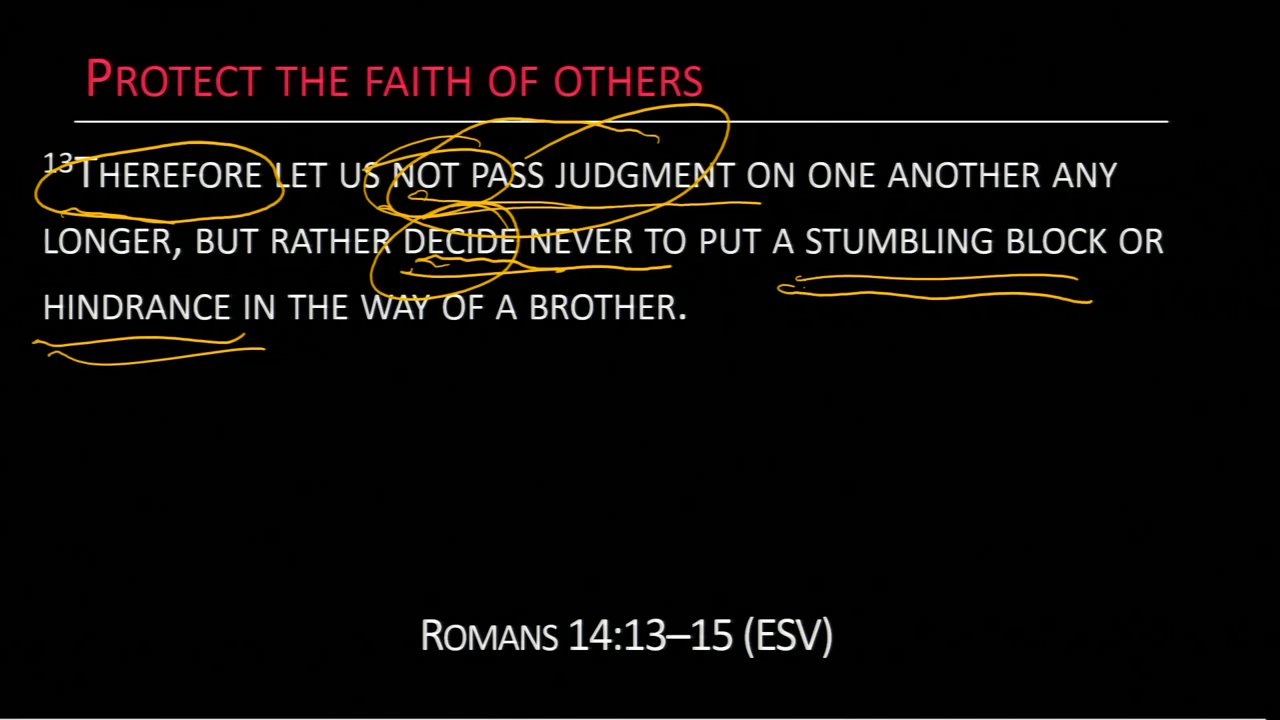 PROTECT THE FAITH OF OTHERS
13THEREFORE LET US NOT PASS JUDGMENT ON ONE ANOTHER ANY
LONGER, BUT RATHER DECIDE NEVER TO PUT A STUMBLING BLOCK OR
HINDRANCE IN THE WAY OF A BROTHER.
ROMANS 14:13–15 (ESV)